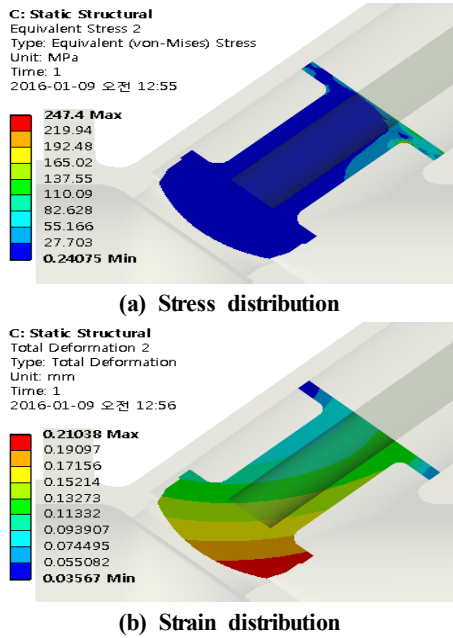 C: Static Structural
Equivalent Stress 2
Type: Equivalent (von-Mises) Stress
Unit: MPa
Time: 1
2016-01-09 오전 12:55
247.4 Max
219.94
192.48
165.02
137.55
110.09
82.628
55.166
27.703
0.24075 Min
(a) Stress distribution
C: Static Structural
Total Deformation 2
Type: Total Deformation
Unit: mm
Time: 1
2016-01-09 오전 12:56
0.21038 Max
0.19097
0.17156
0.15214
0.13273
0.11332
0.093907
0.074495
0.055082
0.03567 Min
(b) Strain distribution